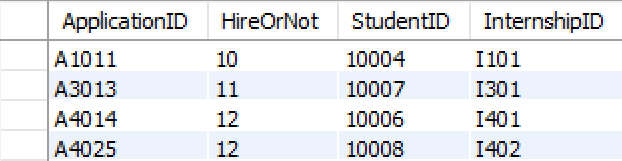 ApplicationID HireOrNot StudentID InternshipID
A1011 10 10004 I101
A3013 11 10007 I301
A4014 12 10006 I401
A4025 12 10008 I402